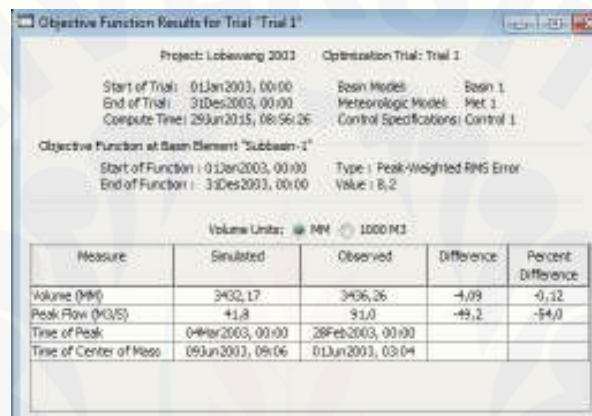 Objective Function Results for Trial "Trial 1"
Project: Lobawang 2003 Optimization Trial: Trial 1
Start of Trial: 01Jan2003, 00:00 Basin Model: Basin 1
End of Trial: 31Des2003, 00:00 Meteorologic Model: Met 1
Compute Time: 29Jun2015, 08:56:26 Control Specifications: Control 1
Objective Function at Basin Element "Subbasin-1"
Start of Function : 01Jan2003, 00:00 Type : Peak-Weighted RMS Error
End of Function : 31Des2003, 00:00 Value : 8,2
Volume Units: MM 1000 M3
Measure Simulated Observed Difference Percent Difference
Volume (MM) 3432,17 3436,26 -4,09 -0,12
Peak Flow (M3/S) 41,8 91,0 -49,2 -54,0
Time of Peak 04Mar2003, 00:00 28Feb2003, 00:00
Time of Center of Mass 09Jun2003, 09:06 01Jun2003, 03:04